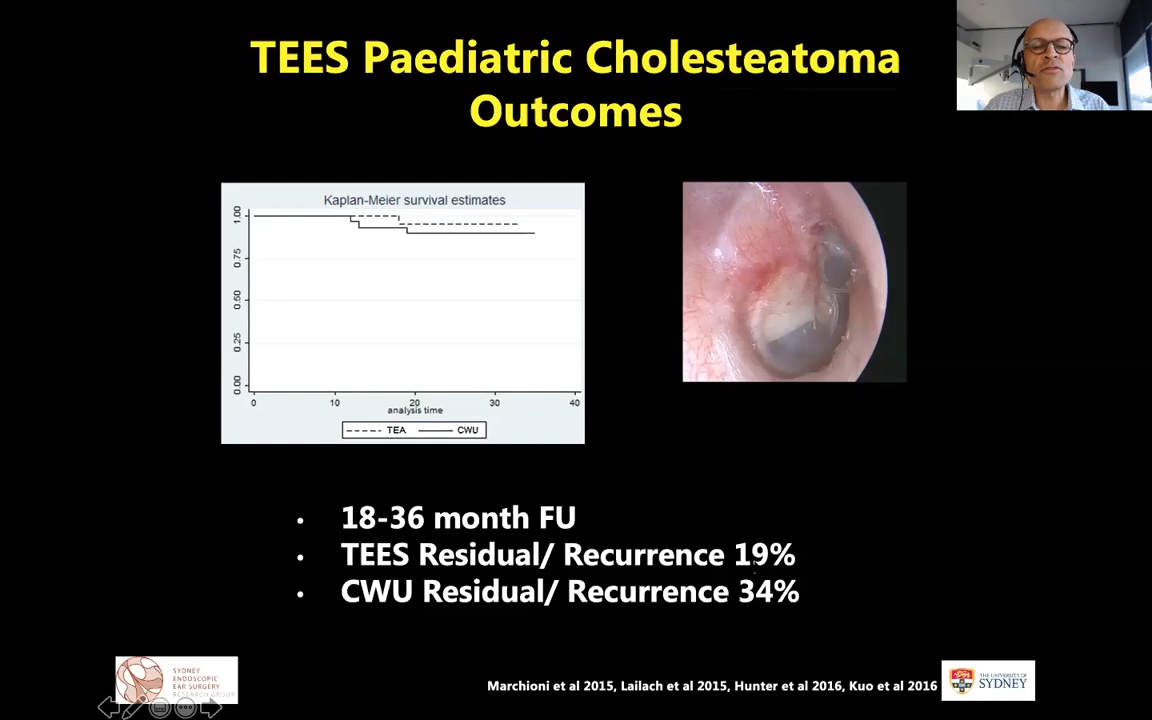 TEES Paediatric Cholesteatoma
Outcomes
Kaplan-Meier survival estimates
1.00
0.75
0.50
0.25
0.00
0 10 20 30 40
analysis time
TEA CWU
• 18-36 month FU
• TEES Residual/ Recurrence 19%
• CWU Residual/ Recurrence 34%
SYDNEY
ENDOSCOPIC
EAR SURGERY
RESEARCH GROUP
Marchioni et al 2015, Lailach et al 2015, Hunter et al 2016, Kuo et al 2016
THE UNIVERSITY OF
SYDNEY